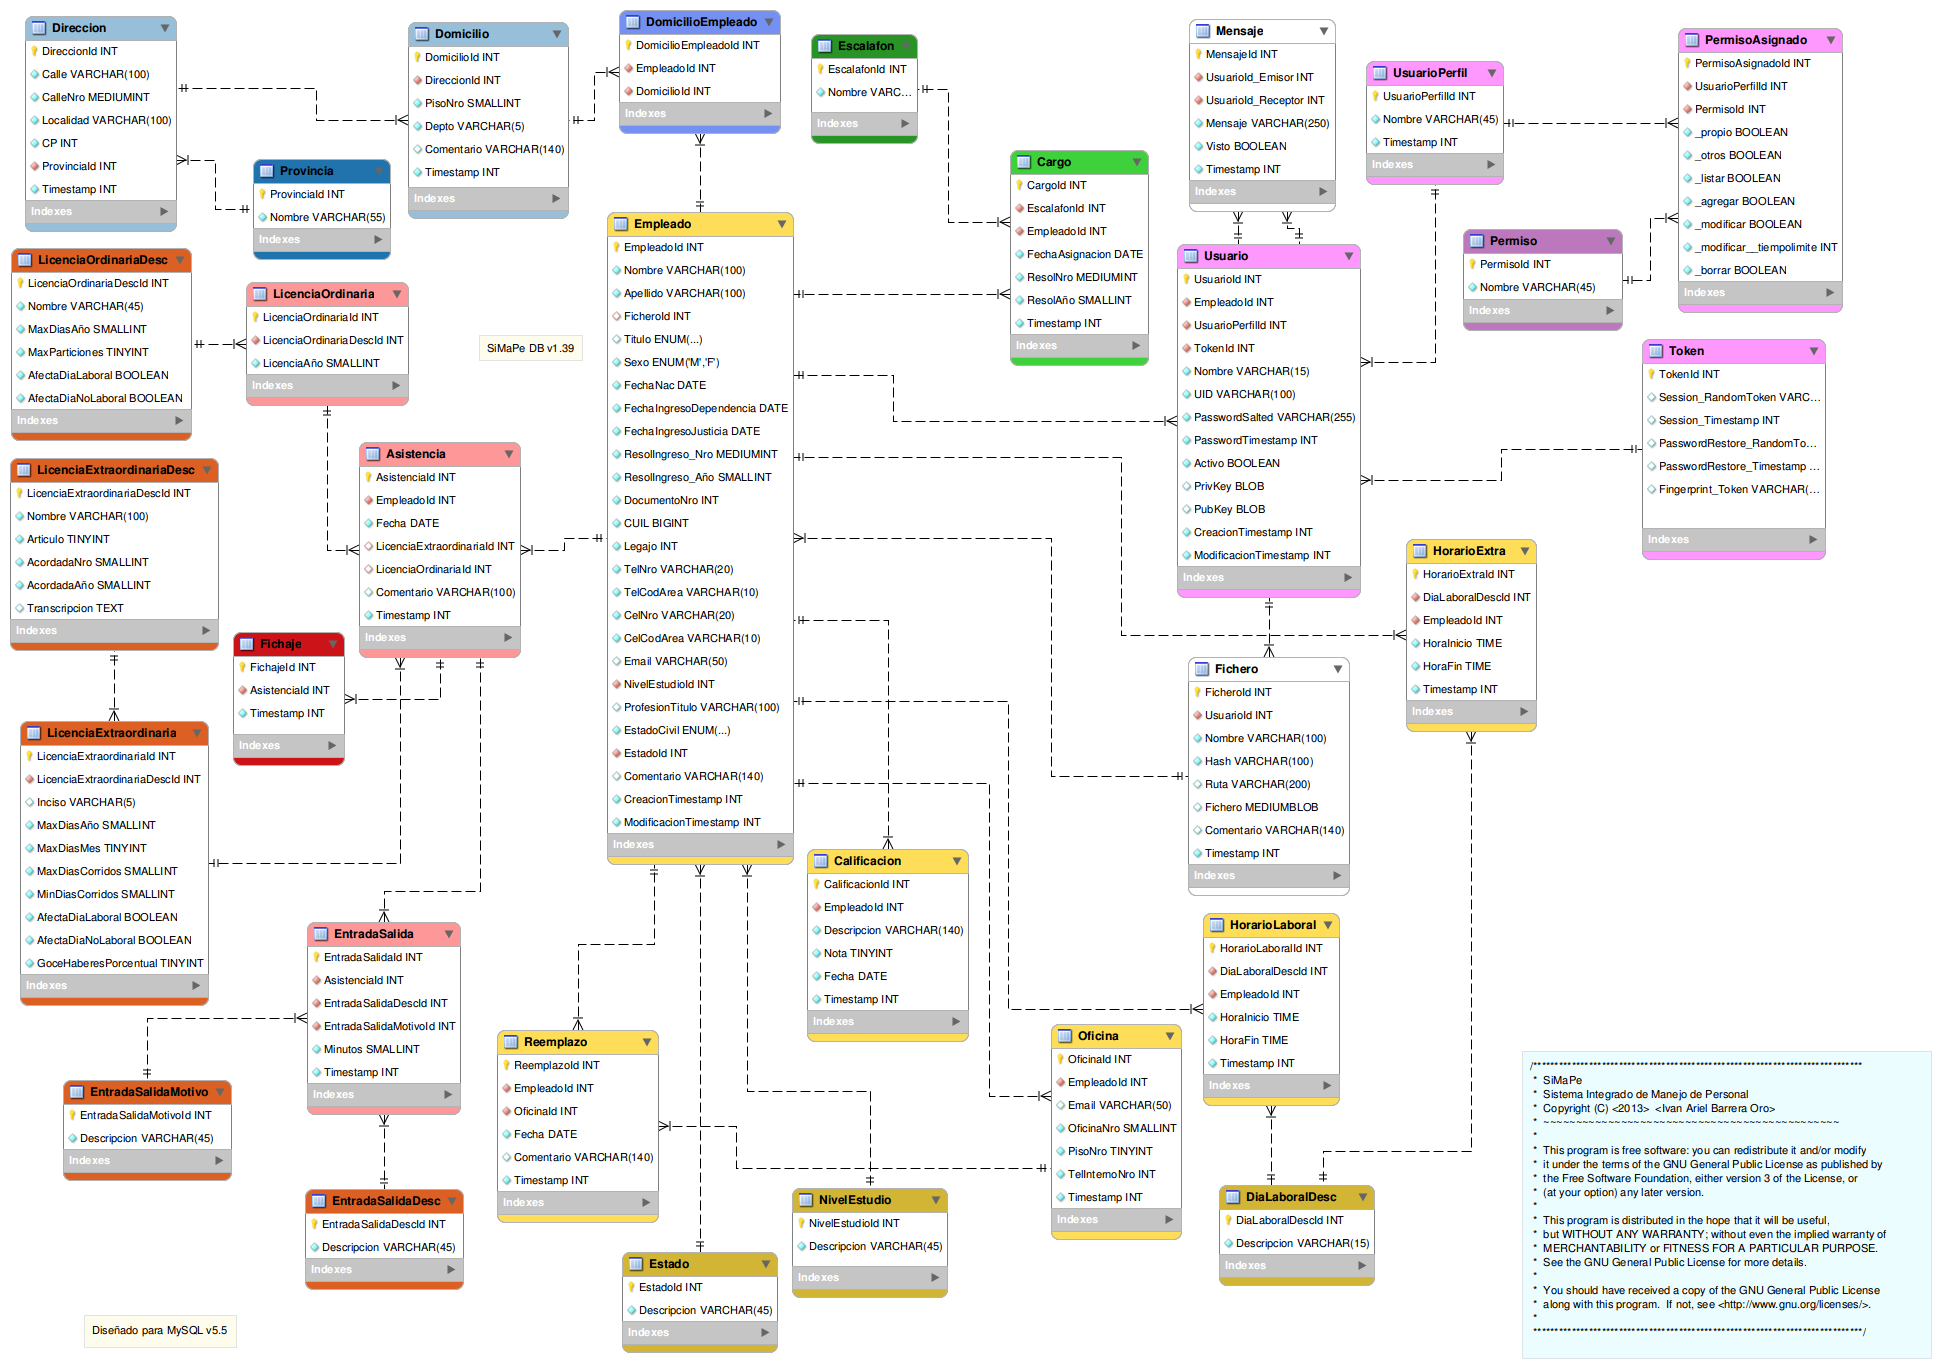 Direccion
DireccionId INT
Calle VARCHAR(100)
CalleNro MEDIUMINT
Localidad VARCHAR(100)
CP INT
ProvinciaId INT
Timestamp INT
Indexes
Provincia
ProvinciaId INT
Nombre VARCHAR(55)
Indexes
Domicilio
DomicilioId INT
DireccionId INT
PisoNro SMALLINT
Depto VARCHAR(5)
Comentario VARCHAR(140)
Timestamp INT
Indexes
DomicilioEmpleado
DomicilioEmpleadoId INT
EmpleadoId INT
DomicilioId INT
Indexes
Escalafon
EscalafonId INT
Nombre VARC...
Indexes
Cargo
CargoId INT
EscalafonId INT
EmpleadoId INT
FechaAsignacion DATE
ResolNro MEDIUMINT
ResolAño SMALLINT
Timestamp INT
Indexes
Mensaje
MensajeId INT
UsuarioId_Emisor INT
UsuarioId_Receptor INT
Mensaje VARCHAR(250)
Visto BOOLEAN
Timestamp INT
Indexes
UsuarioPerfil
UsuarioPerfilId INT
Nombre VARCHAR(45)
Timestamp INT
Indexes
PermisoAsignado
PermisoAsignadoId INT
UsuarioPerfilId INT
PermisoId INT
_propio BOOLEAN
_otros BOOLEAN
_listar BOOLEAN
_agregar BOOLEAN
_modificar BOOLEAN
_modificar__tiempolimite INT
_borrar BOOLEAN
Indexes
Permiso
PermisoId INT
Nombre VARCHAR(45)
Indexes
LicenciaOrdinariaDesc
LicenciaOrdinariaDescId INT
Nombre VARCHAR(45)
MaxDiasAño SMALLINT
MaxParticiones TINYINT
AfectaDiaLaboral BOOLEAN
AfectaDiaNoLaboral BOOLEAN
Indexes
LicenciaOrdinaria
LicenciaOrdinariaId INT
LicenciaOrdinariaDescId INT
LicenciaAño SMALLINT
Indexes
SiMaPe DB v1.39
Empleado
EmpleadoId INT
Nombre VARCHAR(100)
Apellido VARCHAR(100)
FicheroId INT
Titulo ENUM(...)
Sexo ENUM('M','F')
FechaNac DATE
FechaIngresoDependencia DATE
FechaIngresoJusticia DATE
ResolIngreso_Nro MEDIUMINT
ResolIngreso_Año SMALLINT
DocumentoNro INT
CUIL BIGINT
Legajo INT
TelNro VARCHAR(20)
TelCodArea VARCHAR(10)
CelNro VARCHAR(20)
CelCodArea VARCHAR(10)
Email VARCHAR(50)
NivelEstudioId INT
ProfesionTitulo VARCHAR(100)
EstadoCivil ENUM(...)
EstadoId INT
Comentario VARCHAR(140)
CreacionTimestamp INT
ModificacionTimestamp INT
Indexes
Usuario
UsuarioId INT
EmpleadoId INT
UsuarioPerfilId INT
TokenId INT
Nombre VARCHAR(15)
UID VARCHAR(100)
PasswordSalted VARCHAR(255)
PasswordTimestamp INT
Activo BOOLEAN
PrivKey BLOB
PubKey BLOB
CreacionTimestamp INT
ModificacionTimestamp INT
Indexes
Token
TokenId INT
Session_RandomToken VARC...
Session_Timestamp INT
PasswordRestore_RandomTo...
PasswordRestore_Timestamp ...
Fingerprint_Token VARCHAR(...
Indexes
LicenciaExtraordinariaDesc
LicenciaExtraordinariaDescId INT
Nombre VARCHAR(100)
Articulo TINYINT
AcordadaNro SMALLINT
AcordadaAño SMALLINT
Transcripcion TEXT
Indexes
Asistencia
AsistenciaId INT
EmpleadoId INT
Fecha DATE
LicenciaExtraordinariaId INT
LicenciaOrdinariaId INT
Comentario VARCHAR(100)
Timestamp INT
Indexes
HorarioExtra
HorarioExtraId INT
DiaLaboralDescId INT
EmpleadoId INT
HoraInicio TIME
HoraFin TIME
Timestamp INT
Indexes
Fichaje
FichajeId INT
AsistenciaId INT
Timestamp INT
Indexes
Fichero
FicheroId INT
UsuarioId INT
Nombre VARCHAR(100)
Hash VARCHAR(100)
Ruta VARCHAR(200)
Fichero MEDIUMBLOB
Comentario VARCHAR(140)
Timestamp INT
Indexes
LicenciaExtraordinaria
LicenciaExtraordinariaId INT
LicenciaExtraordinariaDescId INT
Inciso VARCHAR(5)
MaxDiasAño SMALLINT
MaxDiasMes TINYINT
MaxDiasCorridos SMALLINT
MinDiasCorridos SMALLINT
AfectaDiaLaboral BOOLEAN
AfectaDiaNoLaboral BOOLEAN
GoceHaberesPorcentual TINYINT
Indexes
Calificacion
CalificacionId INT
EmpleadoId INT
Descripcion VARCHAR(140)
Nota TINYINT
Fecha DATE
Timestamp INT
Indexes
EntradaSalida
EntradaSalidaId INT
AsistenciaId INT
EntradaSalidaDescId INT
EntradaSalidaMotivoId INT
Minutos SMALLINT
Timestamp INT
Indexes
HorarioLaboral
HorarioLaboralId INT
DiaLaboralDescId INT
EmpleadoId INT
HoraInicio TIME
HoraFin TIME
Timestamp INT
Indexes
Reemplazo
ReemplazoId INT
EmpleadoId INT
OficinaId INT
Fecha DATE
Comentario VARCHAR(140)
Timestamp INT
Indexes
Oficina
OficinaId INT
EmpleadoId INT
Email VARCHAR(50)
OficinaNro SMALLINT
PisoNro TINYINT
TelInternoNro INT
Timestamp INT
Indexes
EntradaSalidaMotivo
EntradaSalidaMotivoId INT
Descripcion VARCHAR(45)
Indexes
EntradaSalidaDesc
EntradaSalidaDescId INT
Descripcion VARCHAR(45)
Indexes
NivelEstudio
NivelEstudioId INT
Descripcion VARCHAR(45)
Indexes
DiaLaboralDesc
DiaLaboralDescId INT
Descripcion VARCHAR(15)
Indexes
Estado
EstadoId INT
Descripcion VARCHAR(45)
Indexes
Diseñado para MySQL v5.5
/*****************************************************************************
* SiMaPe
* Sistema Integrado de Manejo de Personal
* Copyright (C) <2013> <Ivan Ariel Barrera Oro>
* ~~~~~~~~~~~~~~~~~~~~~~~~~~~~~~~~~~~~~~~~~~~~~
*
* This program is free software: you can redistribute it and/or modify
* it under the terms of the GNU General Public License as published by
* the Free Software Foundation, either version 3 of the License, or
* (at your option) any later version.
*
* This program is distributed in the hope that it will be useful,
* but WITHOUT ANY WARRANTY; without even the implied warranty of
* MERCHANTABILITY or FITNESS FOR A PARTICULAR PURPOSE.
* See the GNU General Public License for more details.
*
* You should have received a copy of the GNU General Public License
* along with this program. If not, see <http://www.gnu.org/licenses/>.
*
*****************************************************************************/